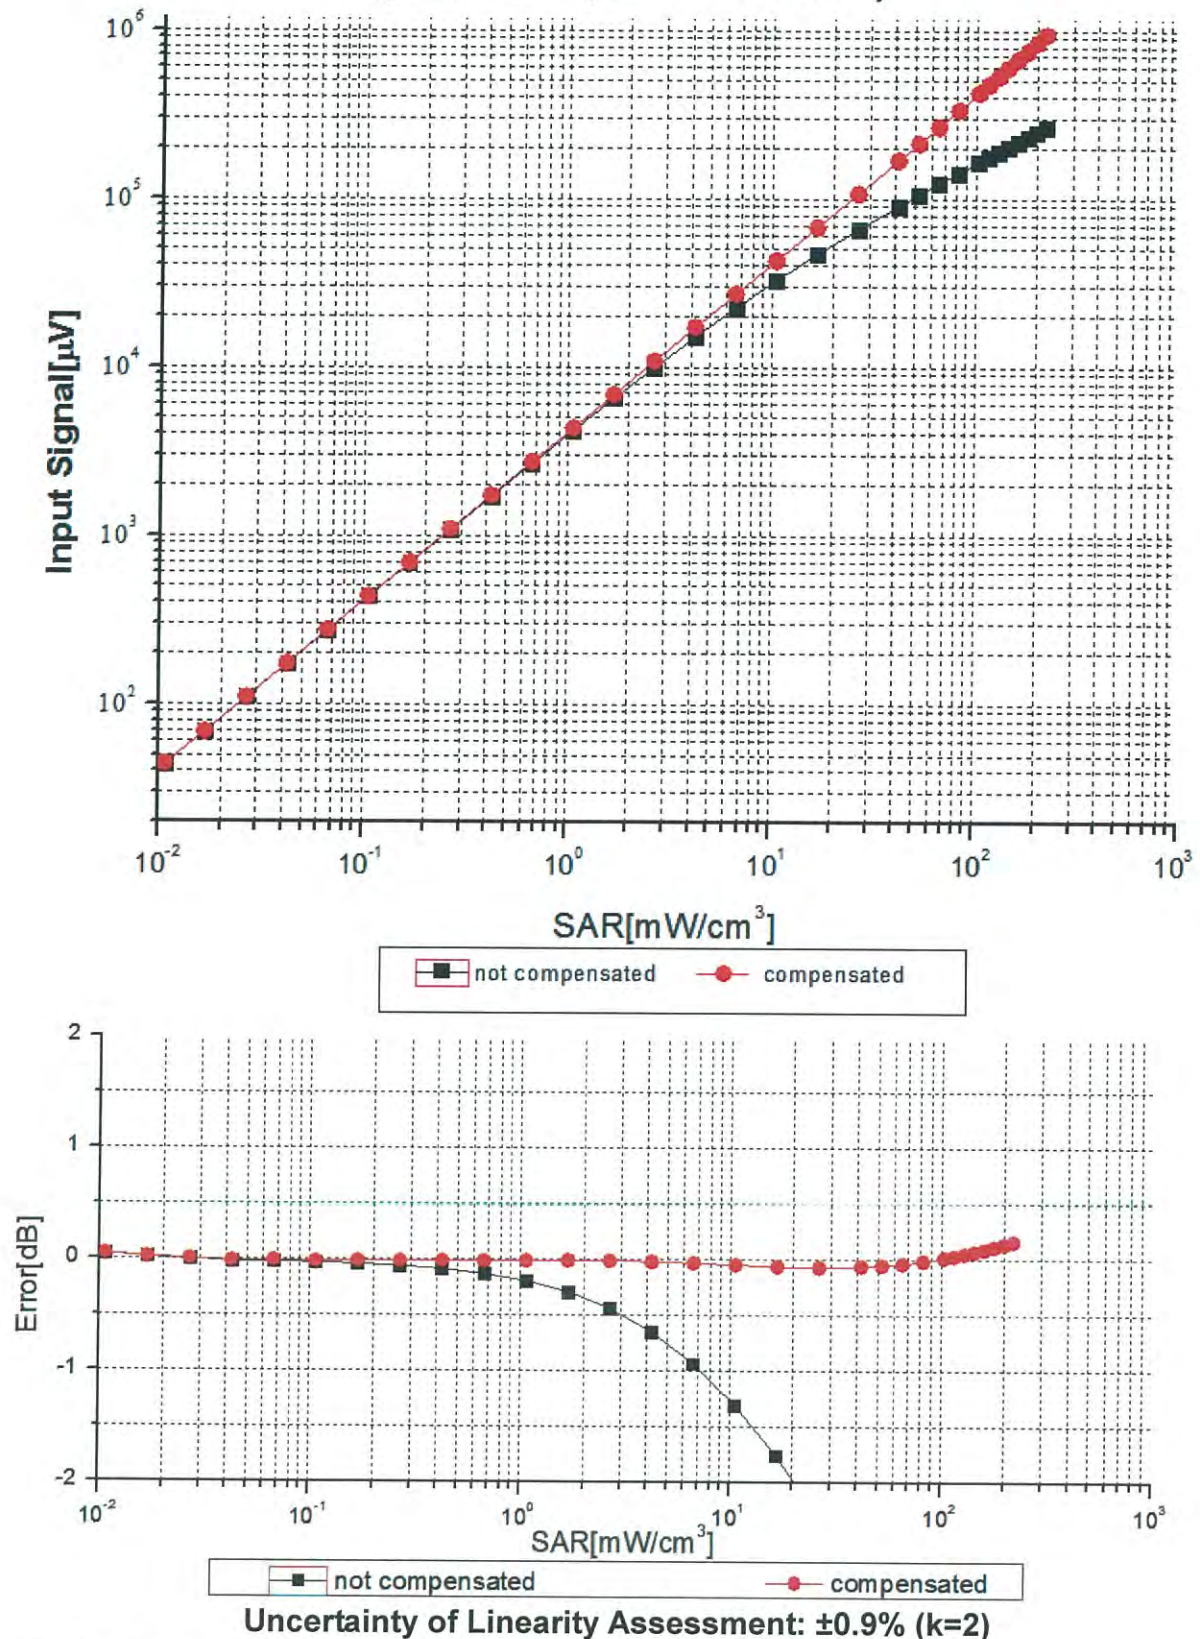 10^6
10^5
10^4
10^3
10^2
Input Signal[µV]
10^-2 10^-1 10^0 10^1 10^2 10^3
SAR[mW/cm^3]
not compensated compensated
2
1
0
-1
-2
Error[dB]
10^-2 10^-1 10^0 10^1 10^2 10^3
SAR[mW/cm^3]
not compensated compensated
Uncertainty of Linearity Assessment: ±0.9% (k=2)